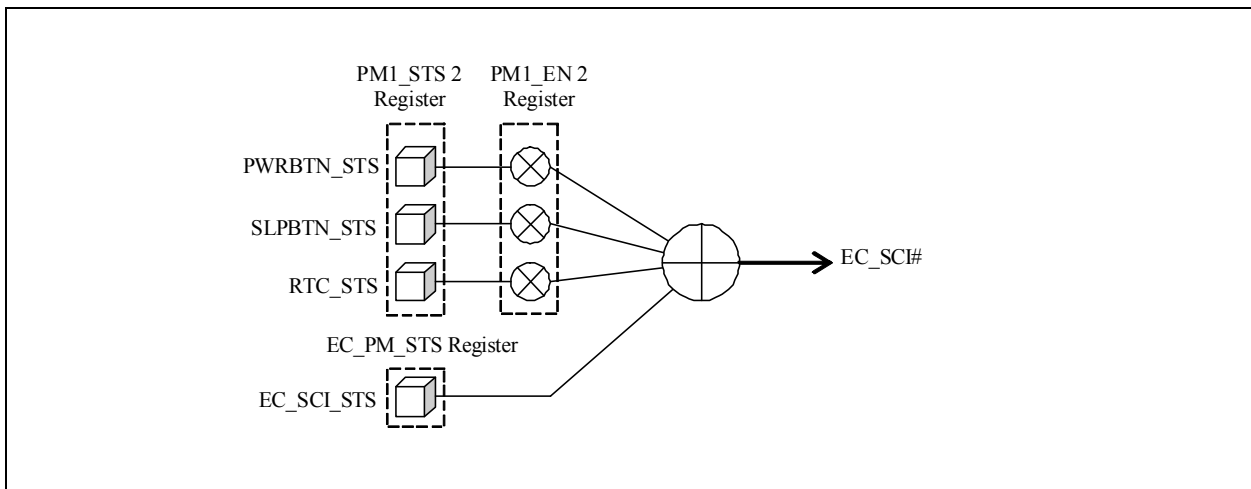 PM1_STS 2
Register
PM1_EN 2
Register
PWRBTN_STS
SLPBTN_STS
RTC_STS
EC_SCI#
EC_PM_STS Register
EC_SCI_STS